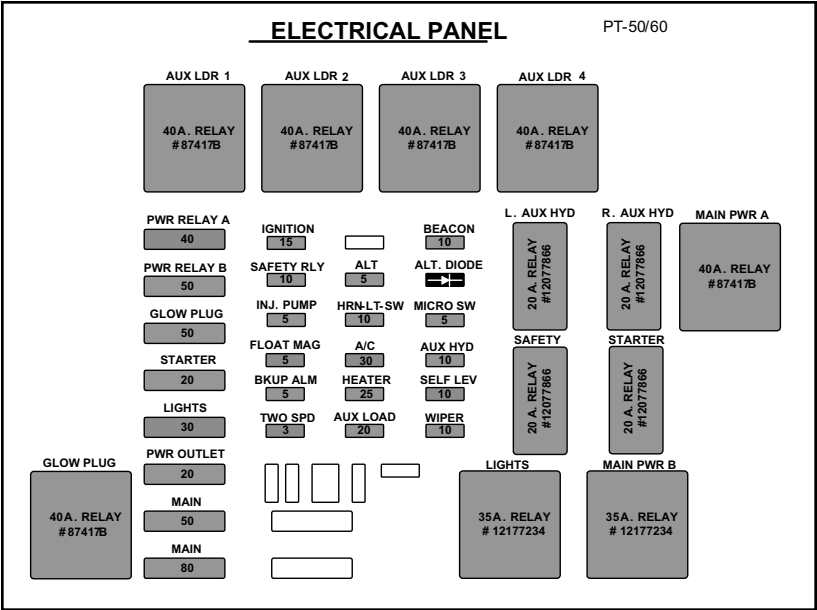 ELECTRICAL PANEL
PT-50/60
AUX LDR 1
AUX LDR 2
AUX LDR 3
AUX LDR 4
40A. RELAY
#87417B
40A. RELAY
#87417B
40A. RELAY
#87417B
40A. RELAY
#87417B
PWR RELAY A
40
PWR RELAY B
50
GLOW PLUG
50
STARTER
20
LIGHTS
30
PWR OUTLET
20
MAIN
50
MAIN
80
GLOW PLUG
40A. RELAY
#87417B
IGNITION
15
SAFETY RLY
10
INJ. PUMP
5
FLOAT MAG
5
BKUP ALM
5
TWO SPD
3
ALT
5
HRN-LT-SW
10
A/C
30
HEATER
25
AUX LOAD
20
BEACON
10
ALT. DIODE
MICRO SW
5
AUX HYD
10
SELF LEV
10
WIPER
10
L. AUX HYD
20 A. RELAY
#12077866
R. AUX HYD
20 A. RELAY
#12077866
MAIN PWR A
40A. RELAY
#87417B
SAFETY
20 A. RELAY
#12077866
STARTER
20 A. RELAY
#12077866
LIGHTS
35A. RELAY
# 12177234
MAIN PWR B
35A. RELAY
# 12177234